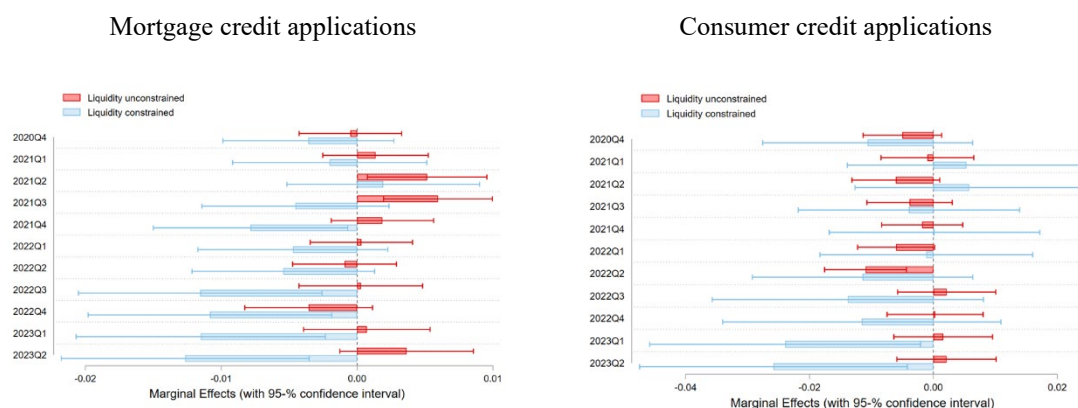 Mortgage credit applications
Liquidity unconstrained
Liquidity constrained
2020Q4
2021Q1
2021Q2
2021Q3
2021Q4
2022Q1
2022Q2
2022Q3
2022Q4
2023Q1
2023Q2
-0.02 -0.01 0.00 0.01
Marginal Effects (with 95-% confidence interval)
Consumer credit applications
Liquidity unconstrained
Liquidity constrained
2020Q4
2021Q1
2021Q2
2021Q3
2021Q4
2022Q1
2022Q2
2022Q3
2022Q4
2023Q1
2023Q2
-0.04 -0.02 0.00 0.02
Marginal Effects (with 95-% confidence interval)